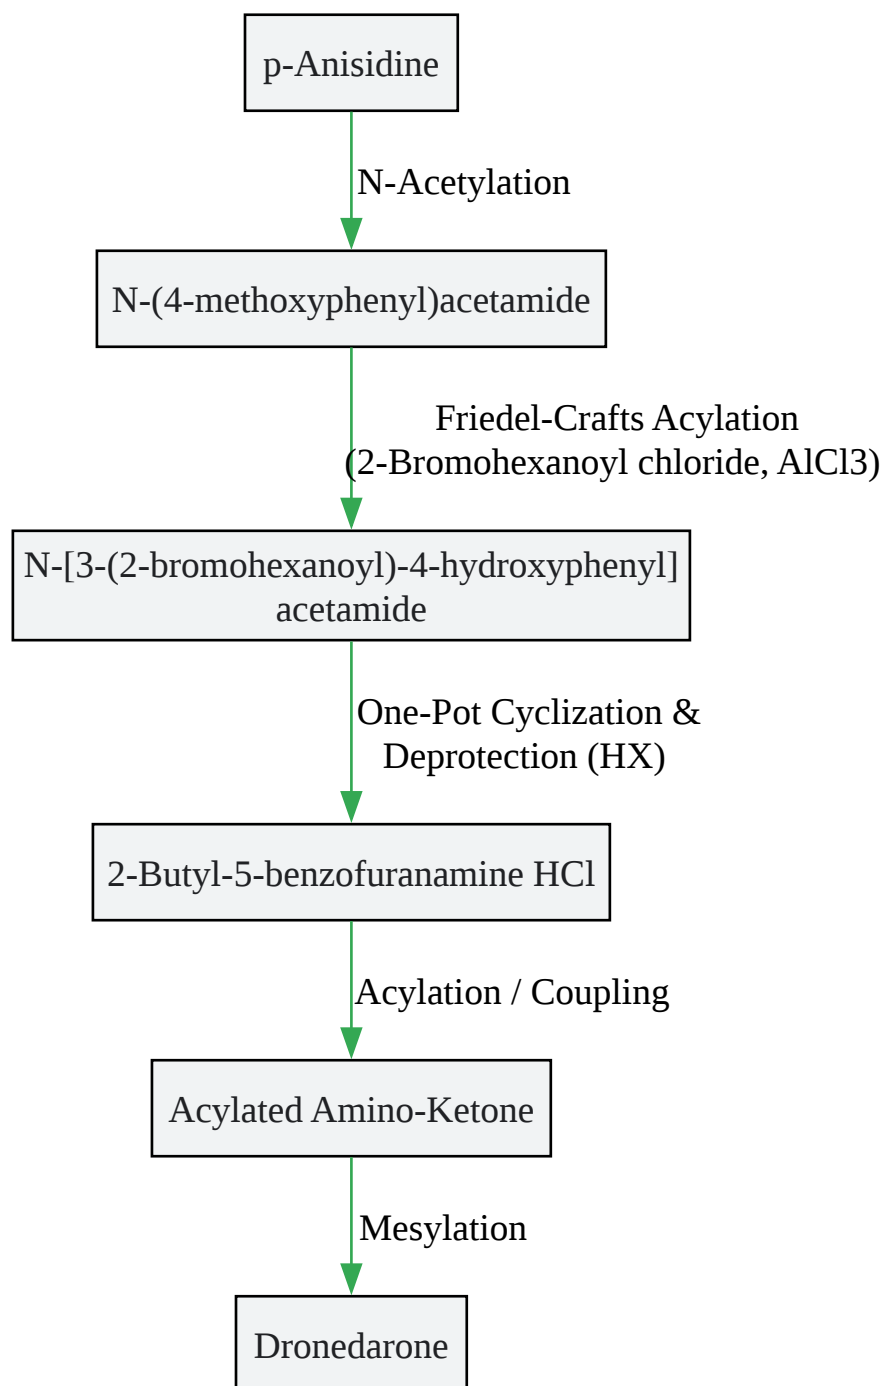 p-Anisidine
N-Acetylation
N-(4-methoxyphenyl)acetamide
Friedel-Crafts Acylation
(2-Bromohexanoyl chloride, AlCl3)
N-[3-(2-bromohexanoyl)-4-hydroxyphenyl]
acetamide
One-Pot Cyclization &
Deprotection (HX)
2-Butyl-5-benzofuranamine HCl
Acylation / Coupling
Acylated Amino-Ketone
Mesylation
Dronedarone